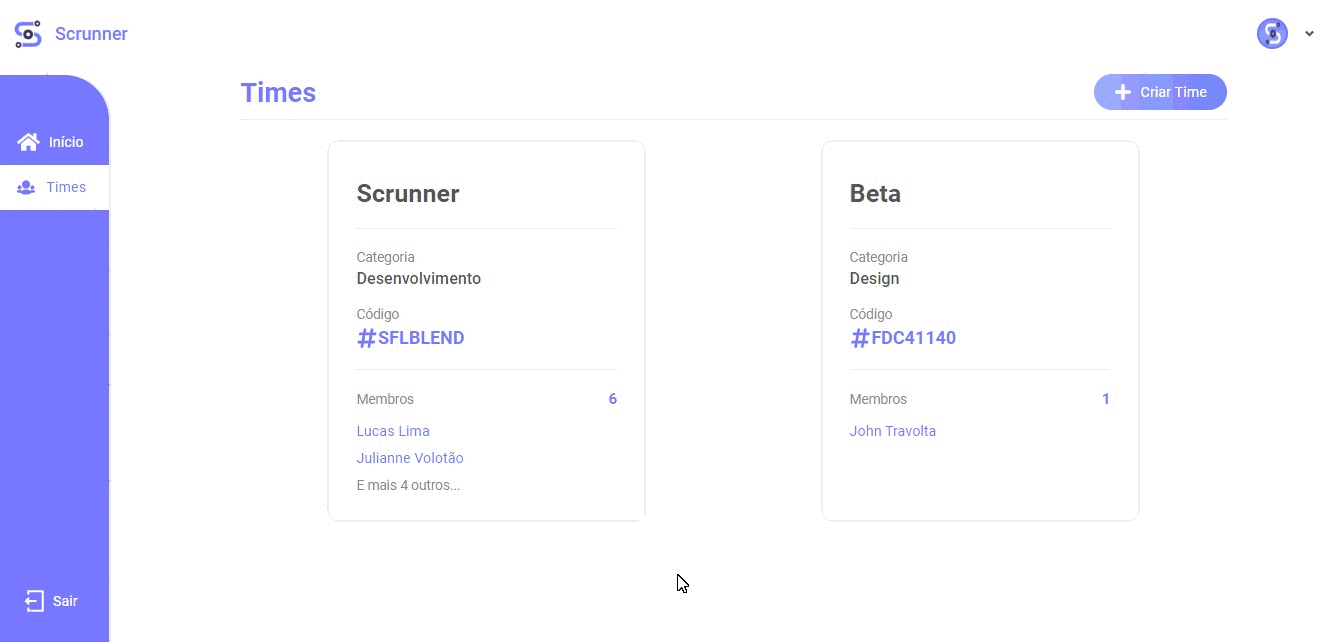 Scrunner
Times
Criar Time
Início
Times
Sair
Scrunner
Categoria
Desenvolvimento
Código
#SFLBLEND
Membros 6
Lucas Lima
Julianne Volotão
E mais 4 outros...
Beta
Categoria
Design
Código
#FDC41140
Membros 1
John Travolta